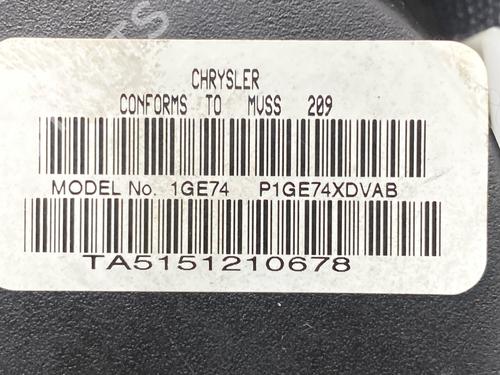 CHRYSLER
CONFORMS TO MVSS 209
MODEL No. 1GE74 P1GE74XDVAB
TA5151210678